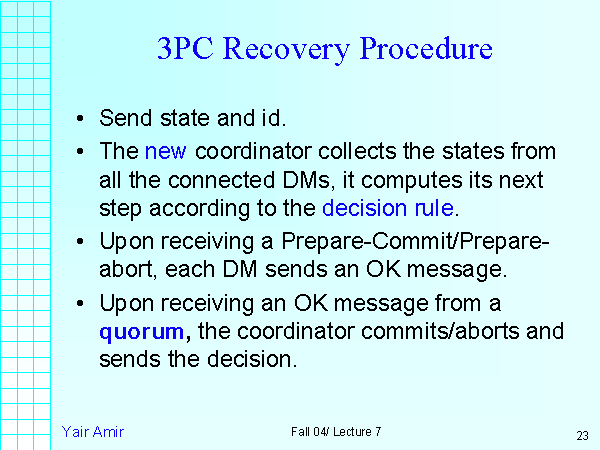 3PC Recovery Procedure
• Send state and id.
• The new coordinator collects the states from
all the connected DMs, it computes its next
step according to the decision rule.
• Upon receiving a Prepare-Commit/Prepare-
abort, each DM sends an OK message.
• Upon receiving an OK message from a
quorum, the coordinator commits/aborts and
sends the decision.
Yair Amir
Fall 04/ Lecture 7
23